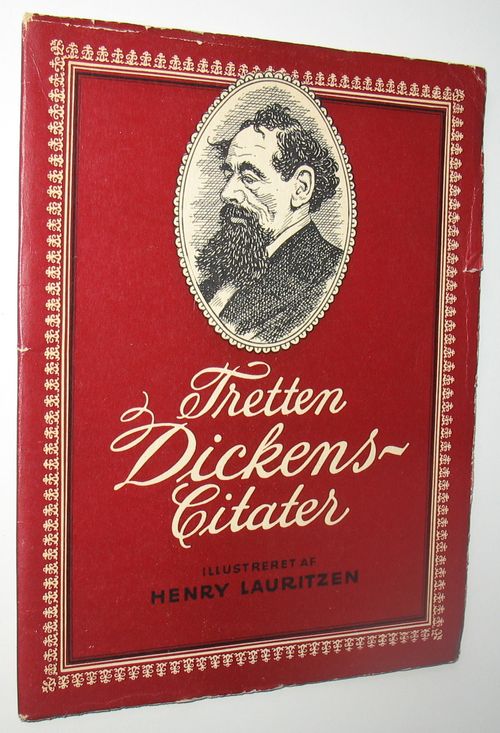 Tretten
Dickens-
Citater
ILLUSTRERET AF
HENRY LAURITZEN